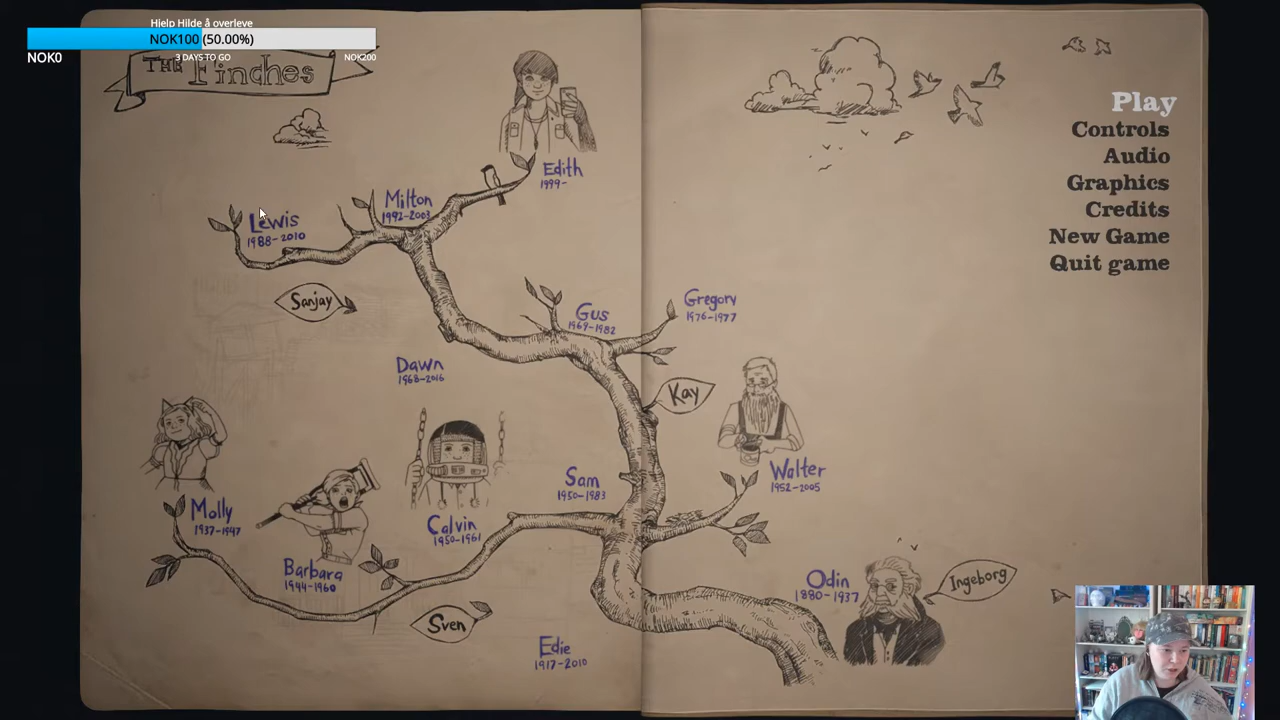 Hjelp Hilde å overleve
NOK100 (50.00%)
NOK0
3 DAYS TO GO
NOK200
THE Finches
Edith
1999-
Milton
1992-2003
Lewis
1988-2010
Sanjay
Gus
1969-1982
Gregory
1976-1977
Dawn
1968-2016
Kay
Walter
1952-2005
Sam
1950-1983
Calvin
1950-1961
Molly
1937-1947
Barbara
1944-1960
Sven
Edie
1917-2010
Odin
1880-1937
Ingeborg
Play
Controls
Audio
Graphics
Credits
New Game
Quit game